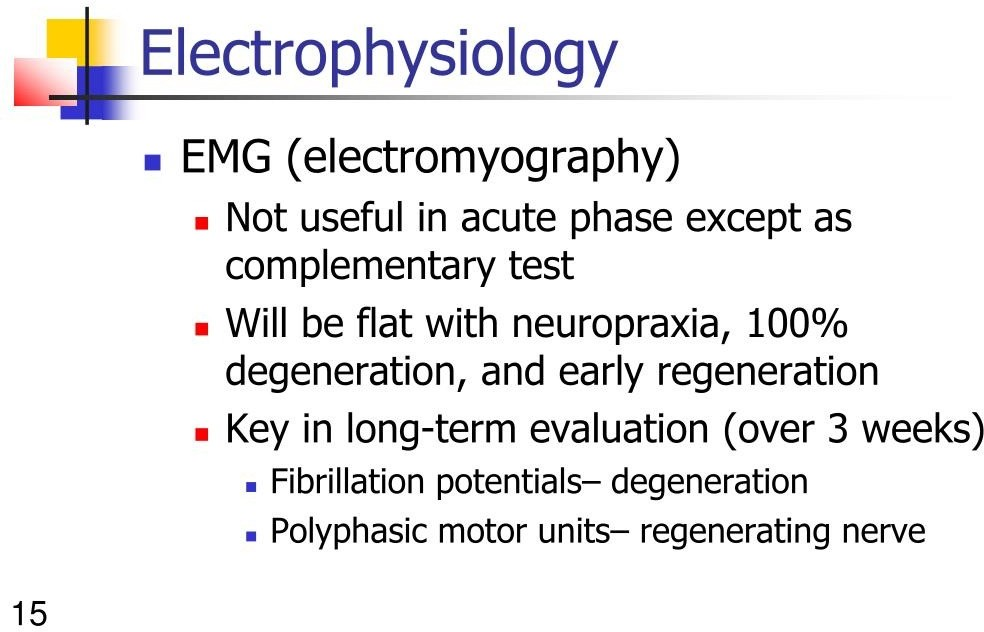 Electrophysiology
EMG (electromyography)
Not useful in acute phase except as
complementary test
Will be flat with neuropraxia, 100%
degeneration, and early regeneration
Key in long-term evaluation (over 3 weeks)
Fibrillation potentials– degeneration
Polyphasic motor units– regenerating nerve
15